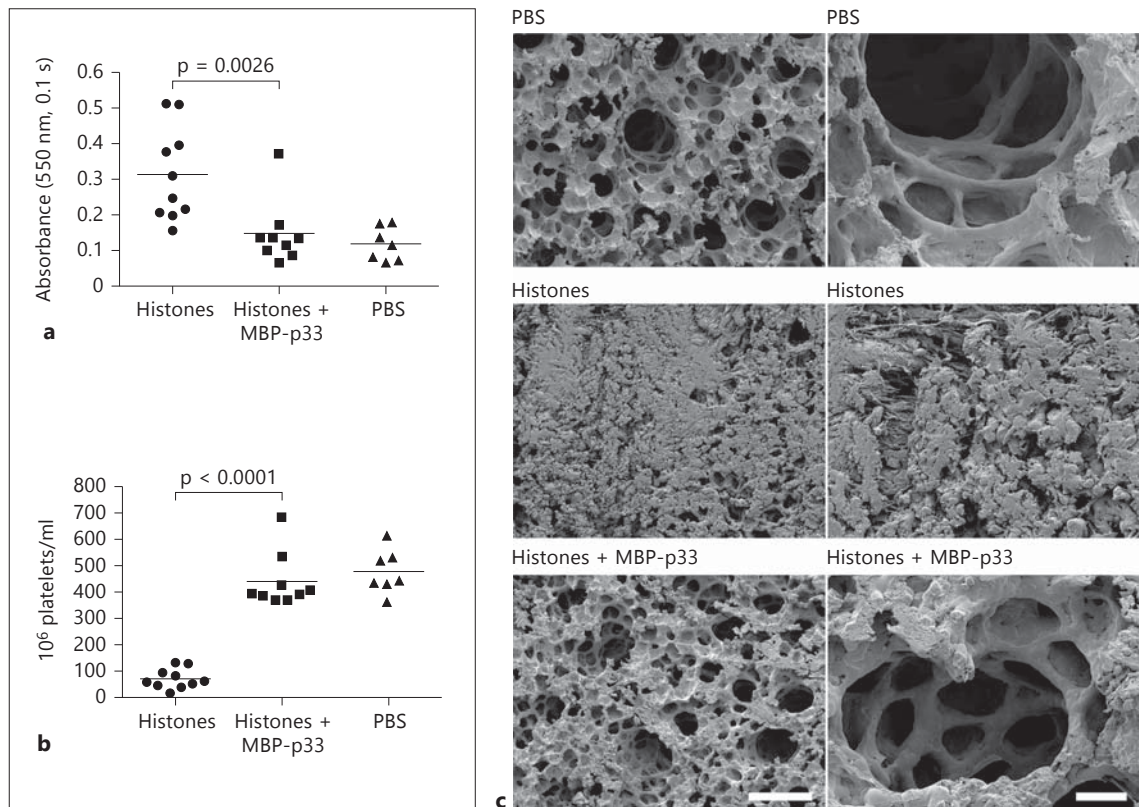 p = 0.0026
Absorbance (550 nm, 0.1 s)
0.6
0.5
0.4
0.3
0.2
0.1
0
Histones
Histones +
MBP-p33
PBS
a
p < 0.0001
10⁶ platelets/ml
800
700
600
500
400
300
200
100
0
Histones
Histones +
MBP-p33
PBS
b
PBS
PBS
Histones
Histones
Histones + MBP-p33
Histones + MBP-p33
c